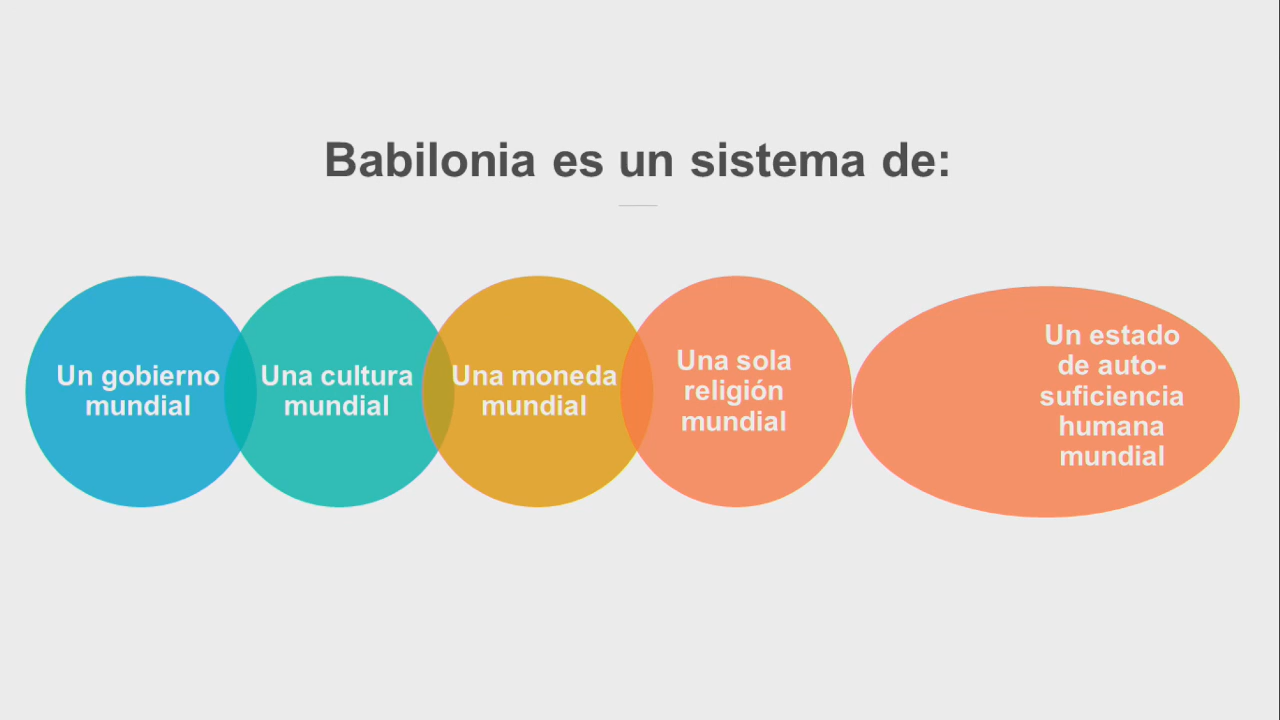 Babilonia es un sistema de:
Un gobierno
mundial
Una cultura
mundial
Una moneda
mundial
Una sola
religión
mundial
Un estado
de auto-
suficiencia
humana
mundial